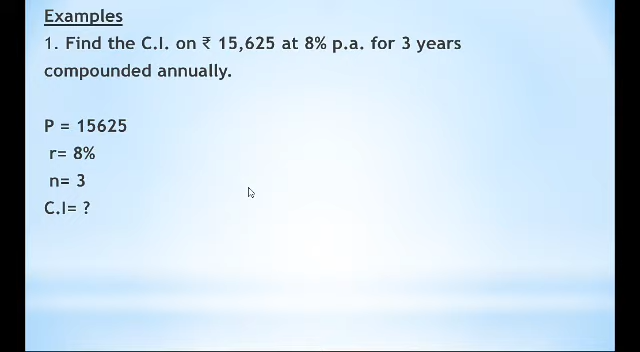 Examples
1. Find the C.I. on ₹ 15,625 at 8% p.a. for 3 years
compounded annually.
P = 15625
r= 8%
n= 3
C.I= ?